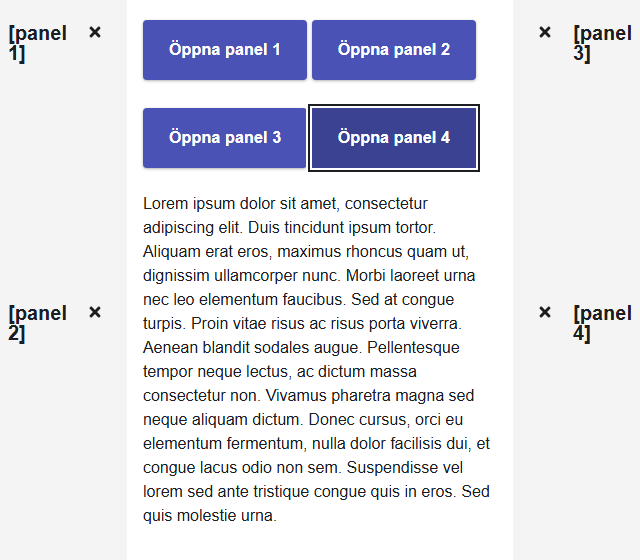 [panel
1]
×
Öppna panel 1
Öppna panel 2
×
[panel
3]
Öppna panel 3
Öppna panel 4
[panel
2]
×
×
[panel
4]
Lorem ipsum dolor sit amet, consectetur
adipiscing elit. Duis tincidunt ipsum tortor.
Aliquam erat eros, maximus rhoncus quam ut,
dignissim ullamcorper nunc. Morbi laoreet urna
nec leo elementum faucibus. Sed at congue
turpis. Proin vitae risus ac risus porta viverra.
Aenean blandit sodales augue. Pellentesque
tempor neque lectus, ac dictum massa
consectetur non. Vivamus pharetra magna sed
neque aliquam dictum. Donec cursus, orci eu
elementum fermentum, nulla dolor facilisis dui, et
congue lacus odio non sem. Suspendisse vel
lorem sed ante tristique congue quis in eros. Sed
quis molestie urna.